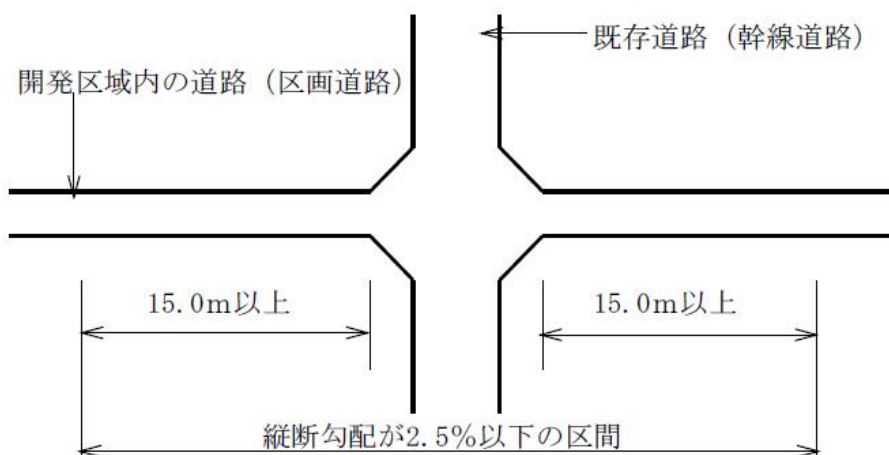 既存道路（幹線道路）
開発区域内の道路（区画道路）
15.0m以上
15.0m以上
縦断勾配が2.5%以下の区間